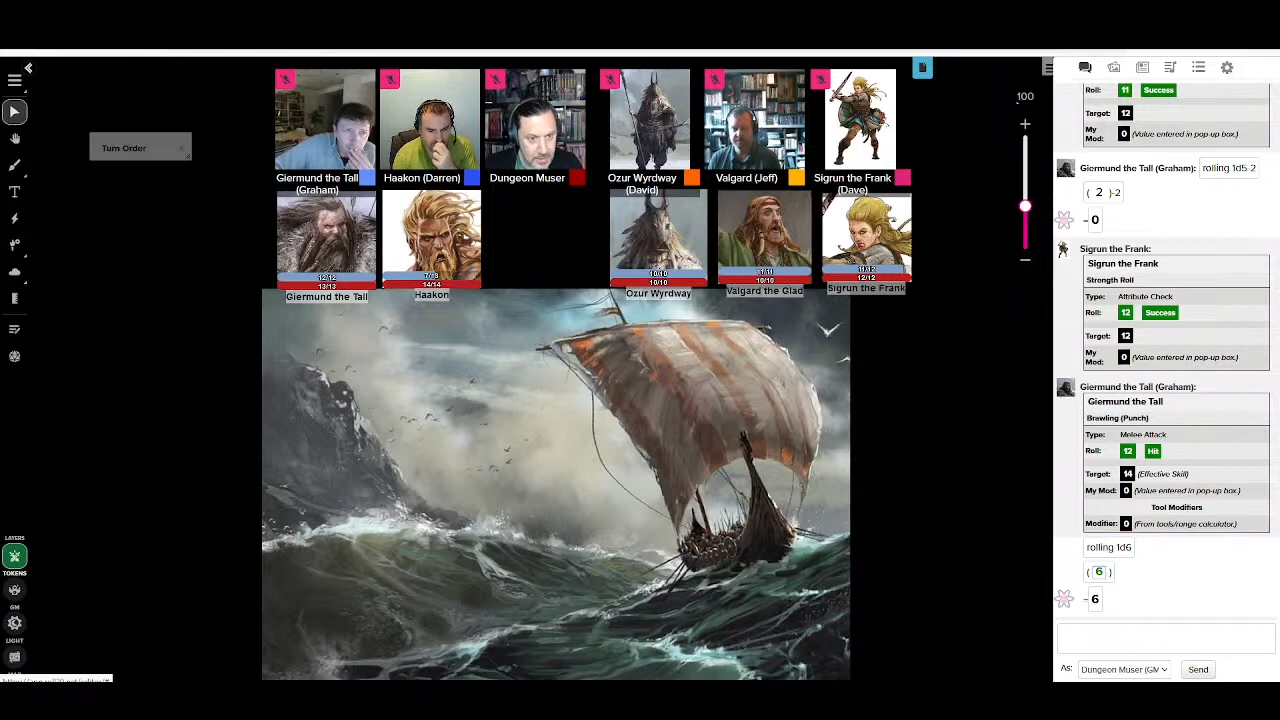 Turn Order
Giermund the Tall
(Graham)
Haakon (Darren)
Dungeon Muser
Ozur Wyrdway
(David)
Valgard (Jeff)
Sigrun the Frank
(Dave)
12/12
13/13
Giermund the Tall
14/14
Haakon
10/10
10/10
Ozur Wyrdway
11/11
10/10
Valgard the Glad
12/12
Sigrun the Frank
100
LAYERS
TOKENS
GM
LIGHT
Roll: 11 Success
Target: 12
My
Mod: 0 (Value entered in pop-up box.)
Giermund the Tall (Graham): rolling 1d5-2
( 2 )-2
=0
Sigrun the Frank:
Sigrun the Frank
Strength Roll
Type: Attribute Check
Roll: 12 Success
Target: 12
My
Mod: 0 (Value entered in pop-up box.)
Giermund the Tall (Graham):
Giermund the Tall
Brawling (Punch)
Type: Melee Attack
Roll: 12 Hit
Target: 14 (Effective Skill)
My Mod: 0 (Value entered in pop-up box.)
Tool Modifiers
Modifier: 0 (From tools/range calculator.)
rolling 1d6
( 6 )
=6
As: Dungeon Muser (GM
Send